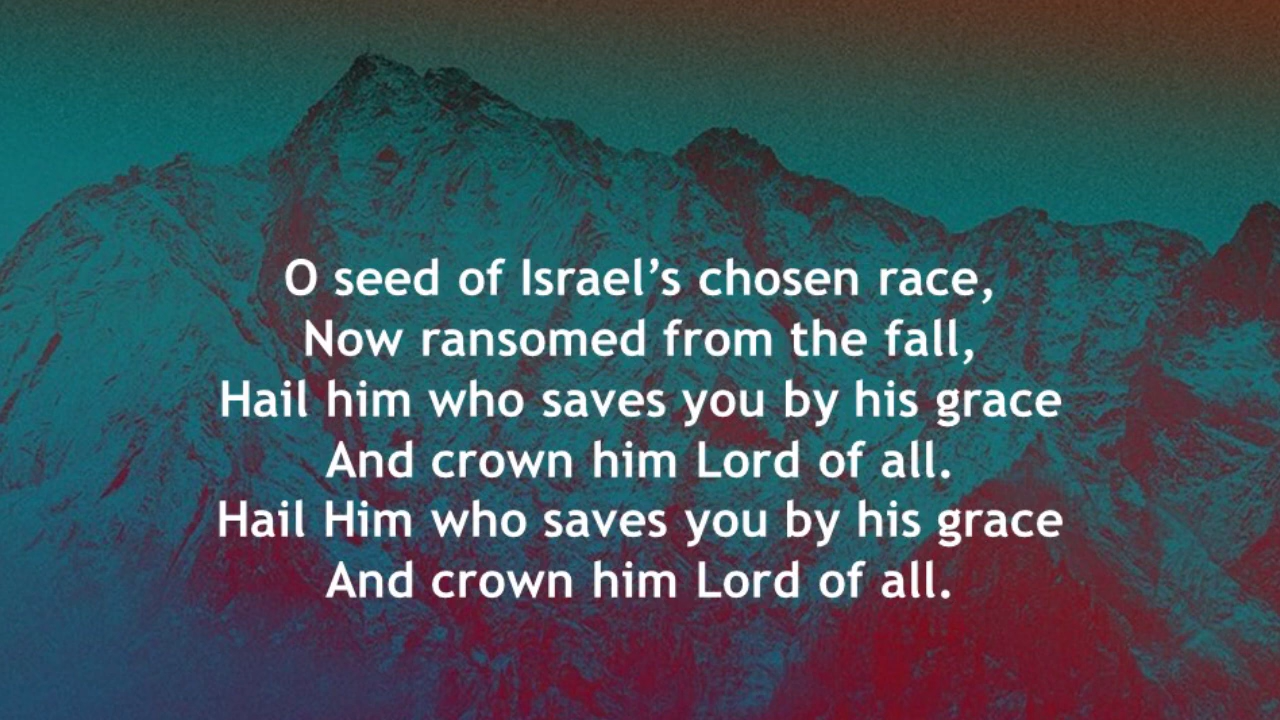 O seed of Israel’s chosen race,
Now ransomed from the fall,
Hail him who saves you by his grace
And crown him Lord of all.
Hail Him who saves you by his grace
And crown him Lord of all.